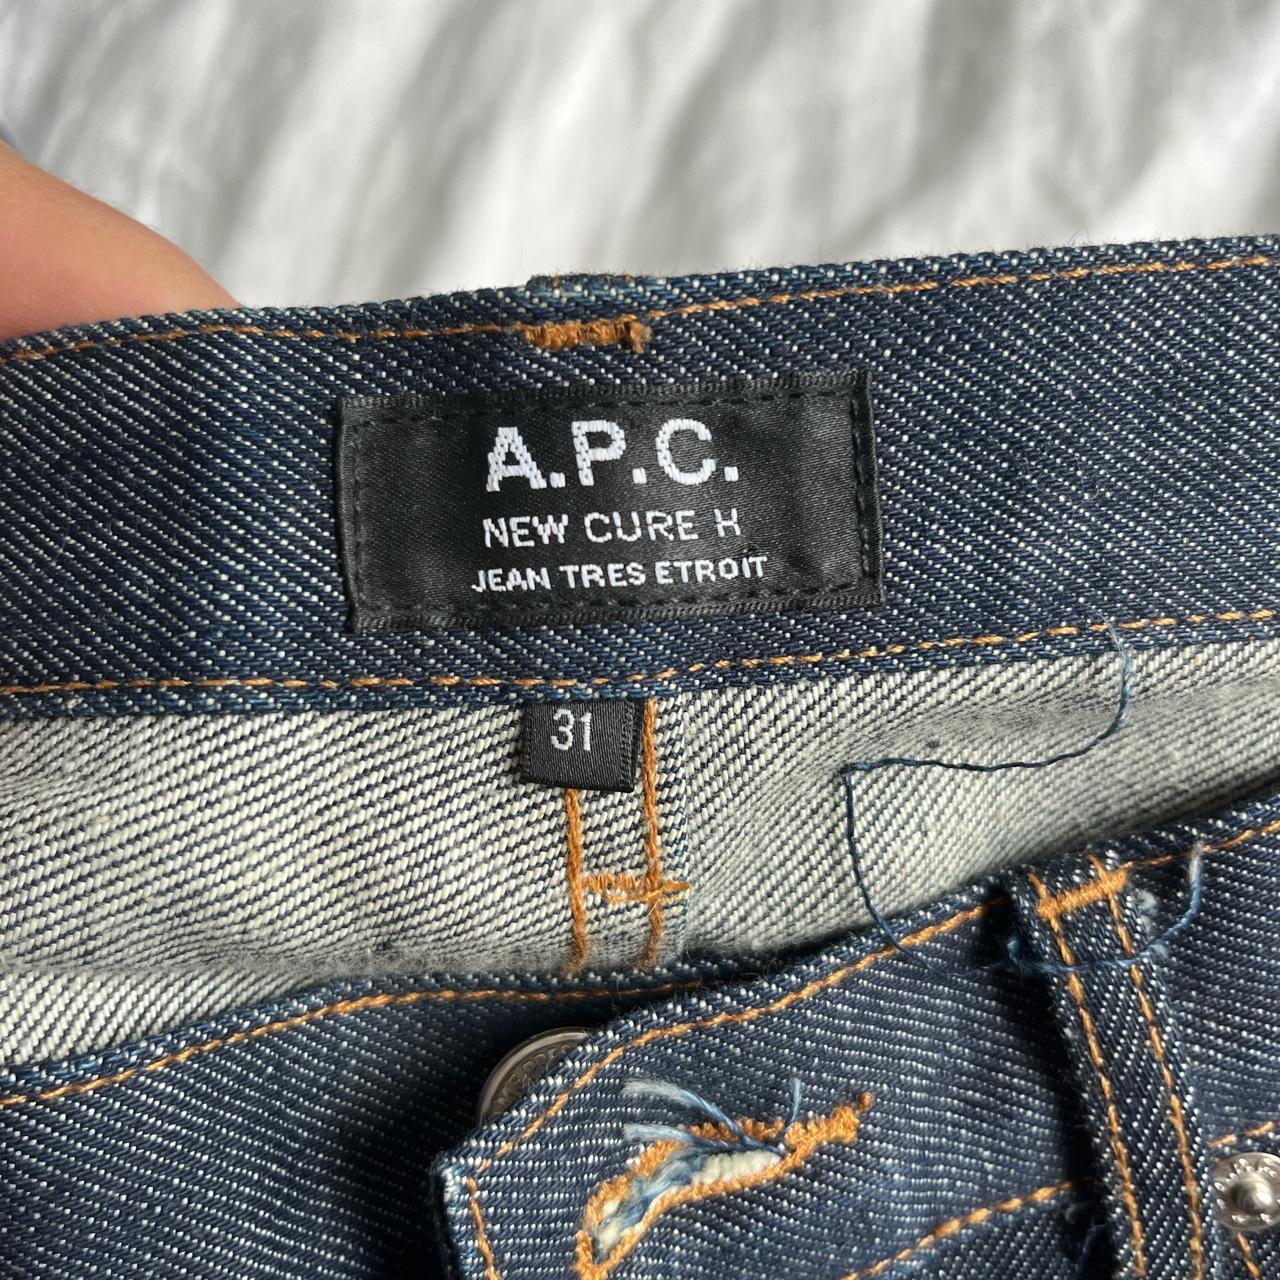 A.P.C.
NEW CURE H
JEAN TRES ETROIT
31